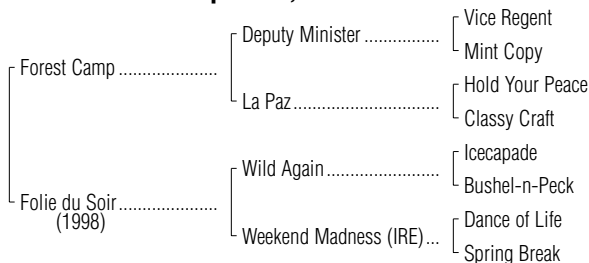 Vice Regent
Deputy Minister ..................
Mint Copy
Forest Camp .......................
Hold Your Peace
La Paz...................................
Classy Craft
Icecapade
Wild Again ...........................
Bushel-n-Peck
Folie du Soir.......................
(1998)
Dance of Life
Weekend Madness (IRE)...
Spring Break